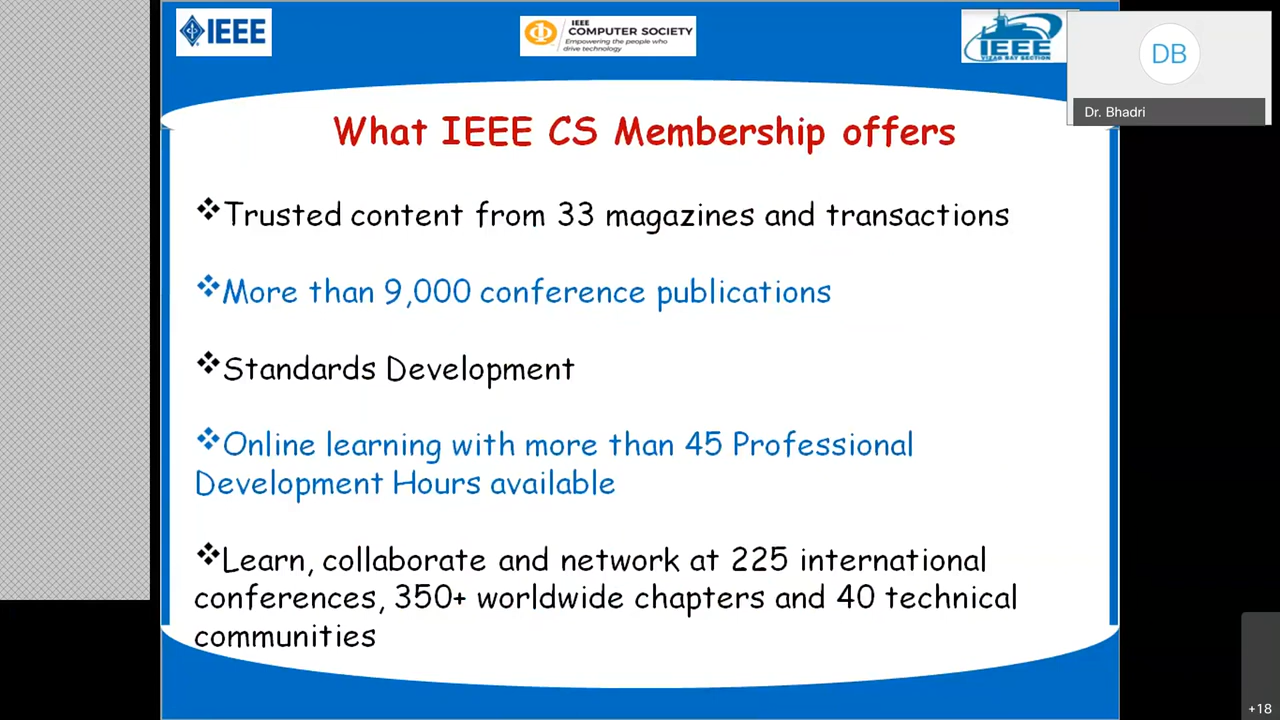 IEEE
IEEE
COMPUTER SOCIETY
Empowering the people who
drive technology
IEEE
VIZAG BAY SECTION
DB
Dr. Bhadri
What IEEE CS Membership offers
❖Trusted content from 33 magazines and transactions
❖More than 9,000 conference publications
❖Standards Development
❖Online learning with more than 45 Professional
Development Hours available
❖Learn, collaborate and network at 225 international
conferences, 350+ worldwide chapters and 40 technical
communities
+18